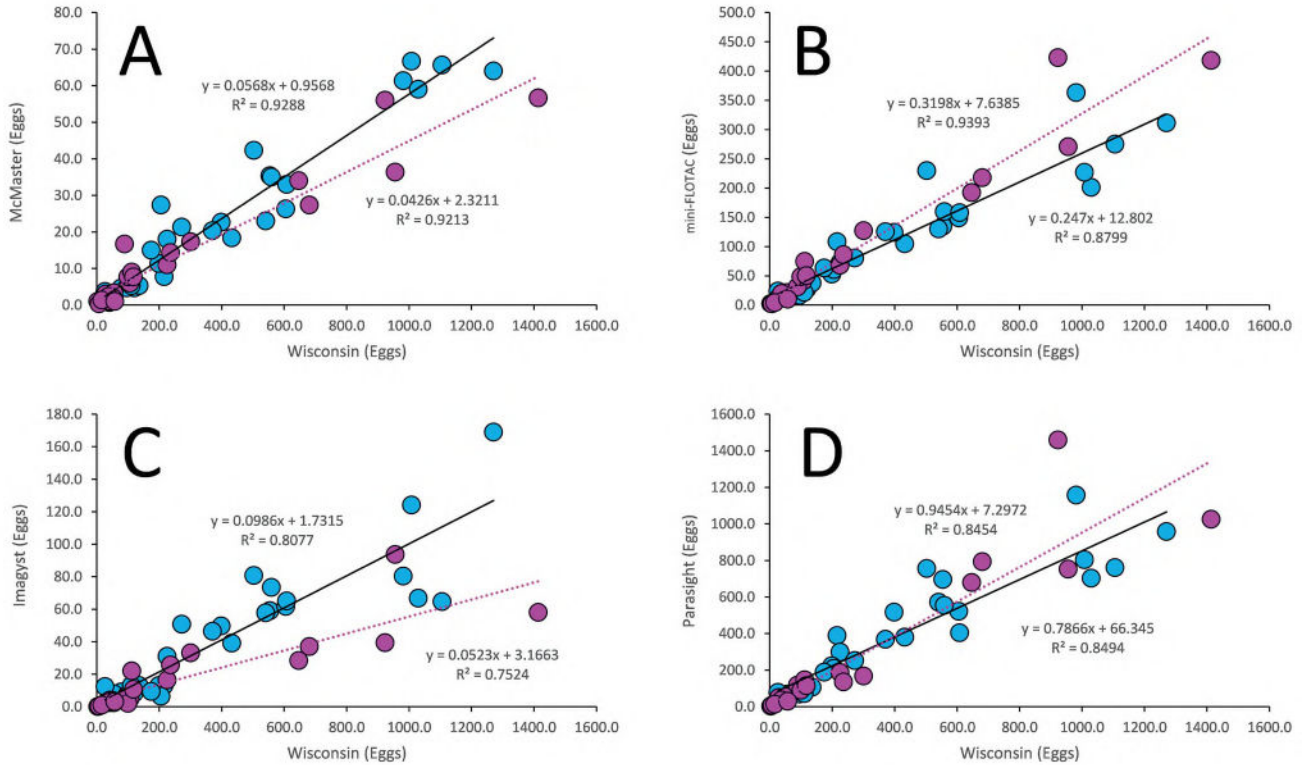 A
80.0
70.0
60.0
50.0
40.0
30.0
20.0
10.0
0.0
McMaster (Eggs)
y = 0.0568x + 0.9568
R² = 0.9288
y = 0.0426x + 2.3211
R² = 0.9213
0.0 200.0 400.0 600.0 800.0 1000.0 1200.0 1400.0 1600.0
Wisconsin (Eggs)
B
500.0
450.0
400.0
350.0
300.0
250.0
200.0
150.0
100.0
50.0
0.0
mini-FLOTAC (Eggs)
y = 0.3198x + 7.6385
R² = 0.9393
y = 0.247x + 12.802
R² = 0.8799
0.0 200.0 400.0 600.0 800.0 1000.0 1200.0 1400.0 1600.0
Wisconsin (Eggs)
C
180.0
160.0
140.0
120.0
100.0
80.0
60.0
40.0
20.0
0.0
Imagyst (Eggs)
y = 0.0986x + 1.7315
R² = 0.8077
y = 0.0523x + 3.1663
R² = 0.7524
0.0 200.0 400.0 600.0 800.0 1000.0 1200.0 1400.0 1600.0
Wisconsin (Eggs)
D
1600.0
1400.0
1200.0
1000.0
800.0
600.0
400.0
200.0
0.0
Parasight (Eggs)
y = 0.9454x + 7.2972
R² = 0.8454
y = 0.7866x + 66.345
R² = 0.8494
0.0 200.0 400.0 600.0 800.0 1000.0 1200.0 1400.0 1600.0
Wisconsin (Eggs)